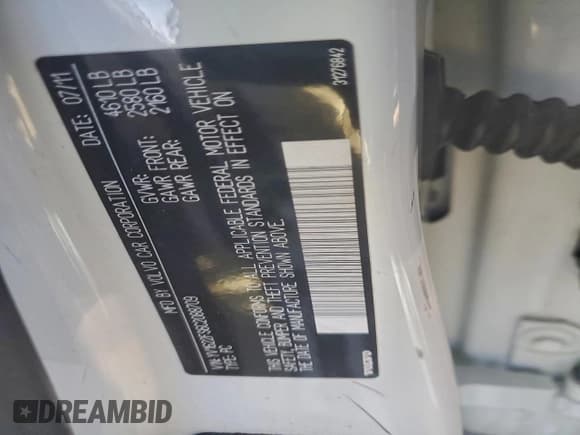 MFD BY VOLVO CAR CORPORATION DATE: 07/11
GVWR: 4610 LB
GAWR FRONT: 2580 LB
GAWR REAR: 2160 LB
TYPE: PC
THIS VEHICLE CONFORMS TO ALL APPLICABLE FEDERAL MOTOR VEHICLE
SAFETY, BUMPER AND THEFT PREVENTION STANDARDS IN EFFECT ON
DATE OF MANUFACTURE SHOWN ABOVE.
VOLVO 31276842
DREAMBID